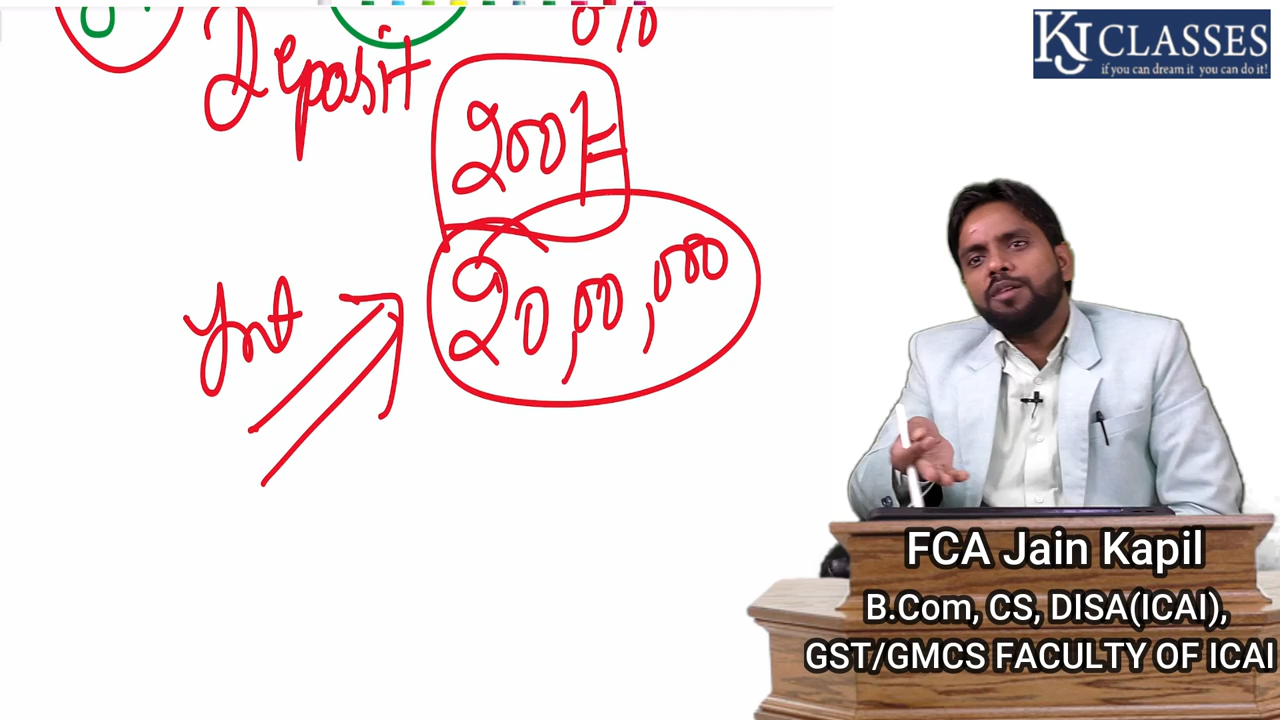 0%
Deposit
200/=
Int
20,00,000
KJ CLASSES
if you can dream it you can do it!
FCA Jain Kapil
B.Com, CS, DISA(ICAI),
GST/GMCS FACULTY OF ICAI